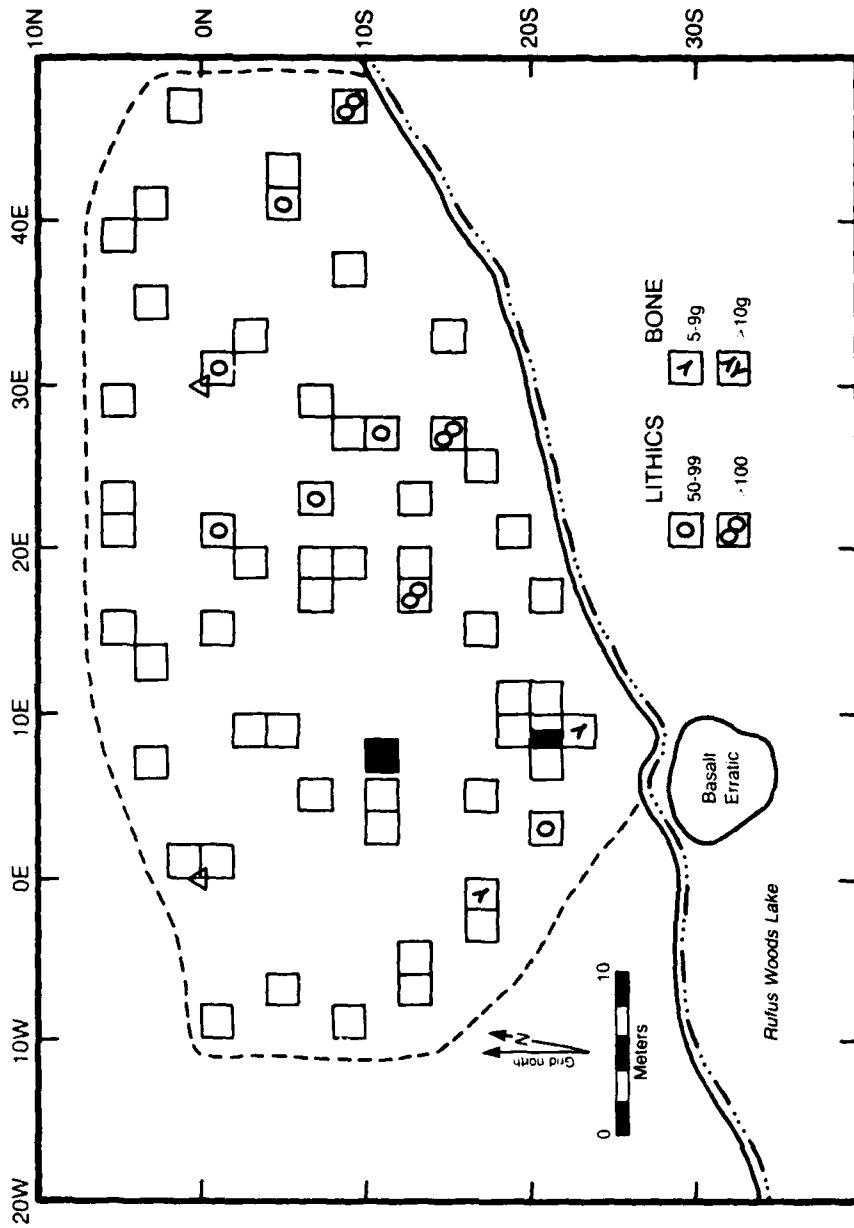 20W 10W 0E 10E 20E 30E 40E
10N
0N
10S
20S
30S
LITHICS BONE
50-99 5-9g
>100 >10g
N
Grid north
0 10
Meters
Basalt
Erratic
Rufus Woods Lake